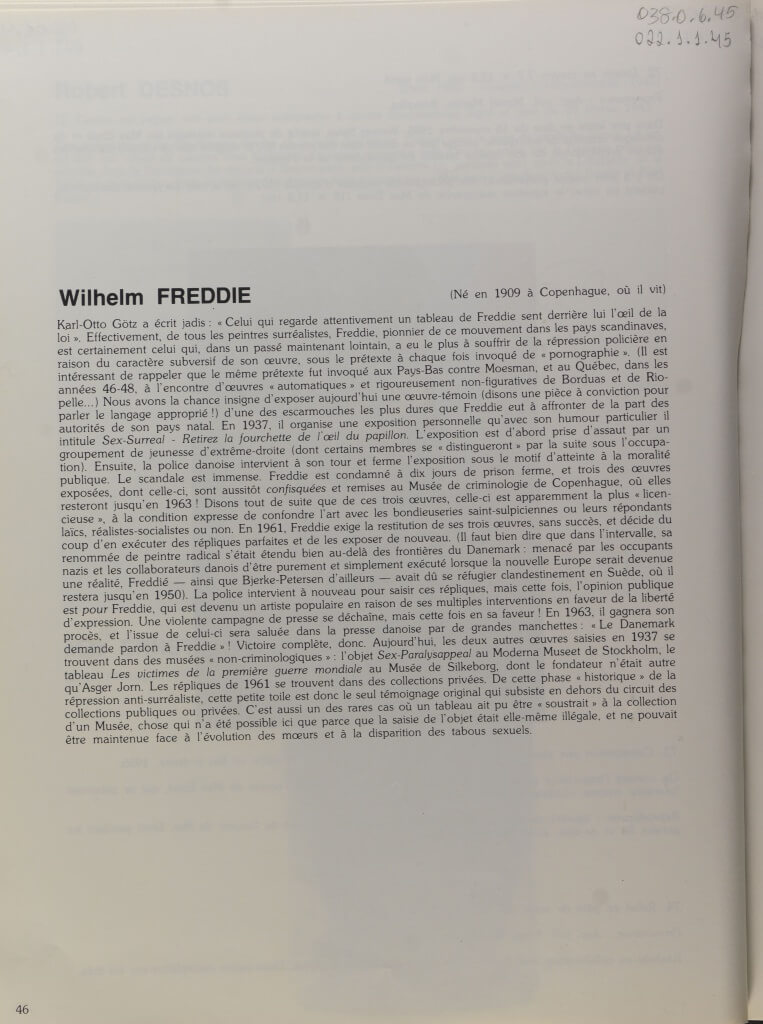 038.0.6.45
022.1.1.45
Wilhelm FREDDIE
(Né en 1909 à Copenhague, où il vit)
Karl-Otto Götz a écrit jadis : « Celui qui regarde attentivement un tableau de Freddie sent derrière lui l'œil de la
loi ». Effectivement, de tous les peintres surréalistes, Freddie, pionnier de ce mouvement dans les pays scandinaves,
est certainement celui qui, dans un passé maintenant lointain, a eu le plus à souffrir de la répression policière en
raison du caractère subversif de son œuvre, sous le prétexte à chaque fois invoqué de « pornographie ». (Il est
intéressant de rappeler que le même prétexte fut invoqué aux Pays-Bas contre Moesman, et au Québec, dans les
années 46-48, à l'encontre d'œuvres « automatiques » et rigoureusement non-figuratives de Borduas et de Rio-
pelle...) Nous avons la chance insigne d'exposer aujourd'hui une œuvre-témoin (disons une pièce à conviction pour
parler le langage approprié !) d'une des escarmouches les plus dures que Freddie eut à affronter de la part des
autorités de son pays natal. En 1937, il organise une exposition personnelle qu'avec son humour particulier il
intitule Sex-Surreal - Retirez la fourchette de l'œil du papillon. L'exposition est d'abord prise d'assaut par un
groupement de jeunesse d'extrême-droite (dont certains membres se « distingueront » par la suite sous l'occupa-
tion). Ensuite, la police danoise intervient à son tour et ferme l'exposition sous le motif d'atteinte à la moralité
publique. Le scandale est immense. Freddie est condamné à dix jours de prison ferme, et trois des œuvres
exposées, dont celle-ci, sont aussitôt confisquées et remises au Musée de criminologie de Copenhague, où elles
resteront jusqu'en 1963 ! Disons tout de suite que de ces trois œuvres, celle-ci est apparemment la plus « licen-
cieuse », à la condition expresse de confondre l'art avec les bondieuseries saint-sulpiciennes ou leurs répondants
laïcs, réalistes-socialistes ou non. En 1961, Freddie exige la restitution de ses trois œuvres, sans succès, et décide du
coup d'en exécuter des répliques parfaites et de les exposer de nouveau. (Il faut bien dire que dans l'intervalle, sa
renommée de peintre radical s'était étendu bien au-delà des frontières du Danemark : menacé par les occupants
nazis et les collaborateurs danois d'être purement et simplement exécuté lorsque la nouvelle Europe serait devenue
une réalité, Freddie — ainsi que Bjerke-Petersen d'ailleurs — avait dû se réfugier clandestinement en Suède, où il
restera jusqu'en 1950). La police intervient à nouveau pour saisir ces répliques, mais cette fois, l'opinion publique
est pour Freddie, qui est devenu un artiste populaire en raison de ses multiples interventions en faveur de la liberté
d'expression. Une violente campagne de presse se déchaîne, mais cette fois en sa faveur ! En 1963, il gagnera son
procès, et l'issue de celui-ci sera saluée dans la presse danoise par de grandes manchettes : « Le Danemark
demande pardon à Freddie » ! Victoire complète, donc. Aujourd'hui, les deux autres œuvres saisies en 1937 se
trouvent dans des musées « non-criminologiques » : l'objet Sex-Paralysappeal au Moderna Museet de Stockholm, le
tableau Les victimes de la première guerre mondiale au Musée de Silkeborg, dont le fondateur n'était autre
qu'Asger Jorn. Les répliques de 1961 se trouvent dans des collections privées. De cette phase « historique » de la
répression anti-surréaliste, cette petite toile est donc le seul témoignage original qui subsiste en dehors du circuit des
collections publiques ou privées. C'est aussi un des rares cas où un tableau ait pu être « soustrait » à la collection
d'un Musée, chose qui n'a été possible ici que parce que la saisie de l'objet était elle-même illégale, et ne pouvait
être maintenue face à l'évolution des mœurs et à la disparition des tabous sexuels.
46